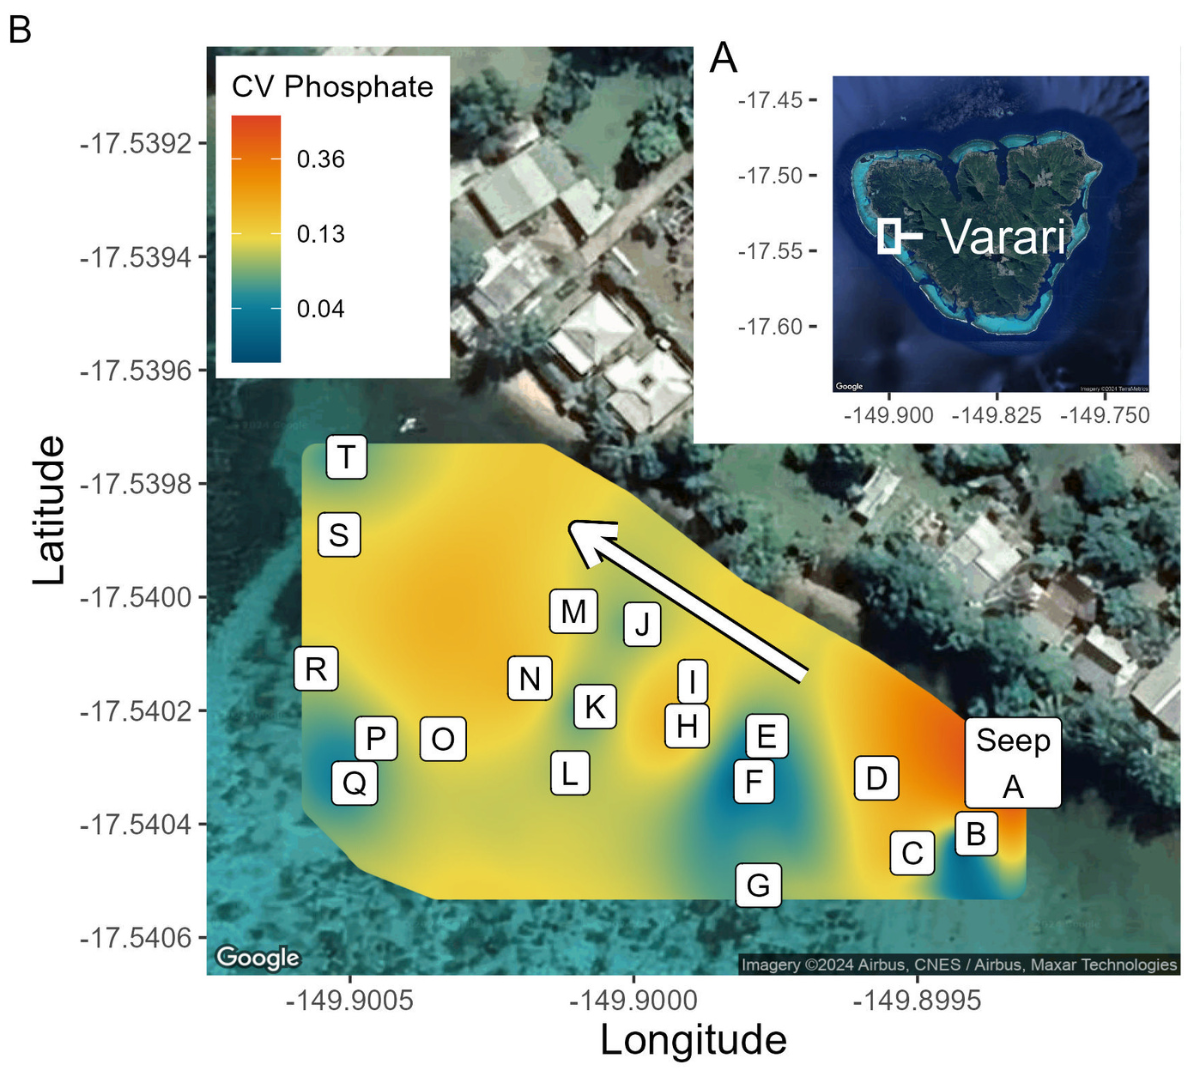 B
CV Phosphate
0.36
0.13
0.04
-17.5392
-17.5394
-17.5396
-17.5398
-17.5400
-17.5402
-17.5404
-17.5406
Latitude
A
-17.45
-17.50
-17.55
-17.60
Varari
Google
Imagery ©2024 TerraMetrics
-149.900
-149.825
-149.750
T
S
M
J
R
N
I
K
H
P
O
E
Seep
A
L
Q
F
D
B
C
G
Google
Imagery ©2024 Airbus, CNES / Airbus, Maxar Technologies
-149.9005
-149.9000
-149.8995
Longitude